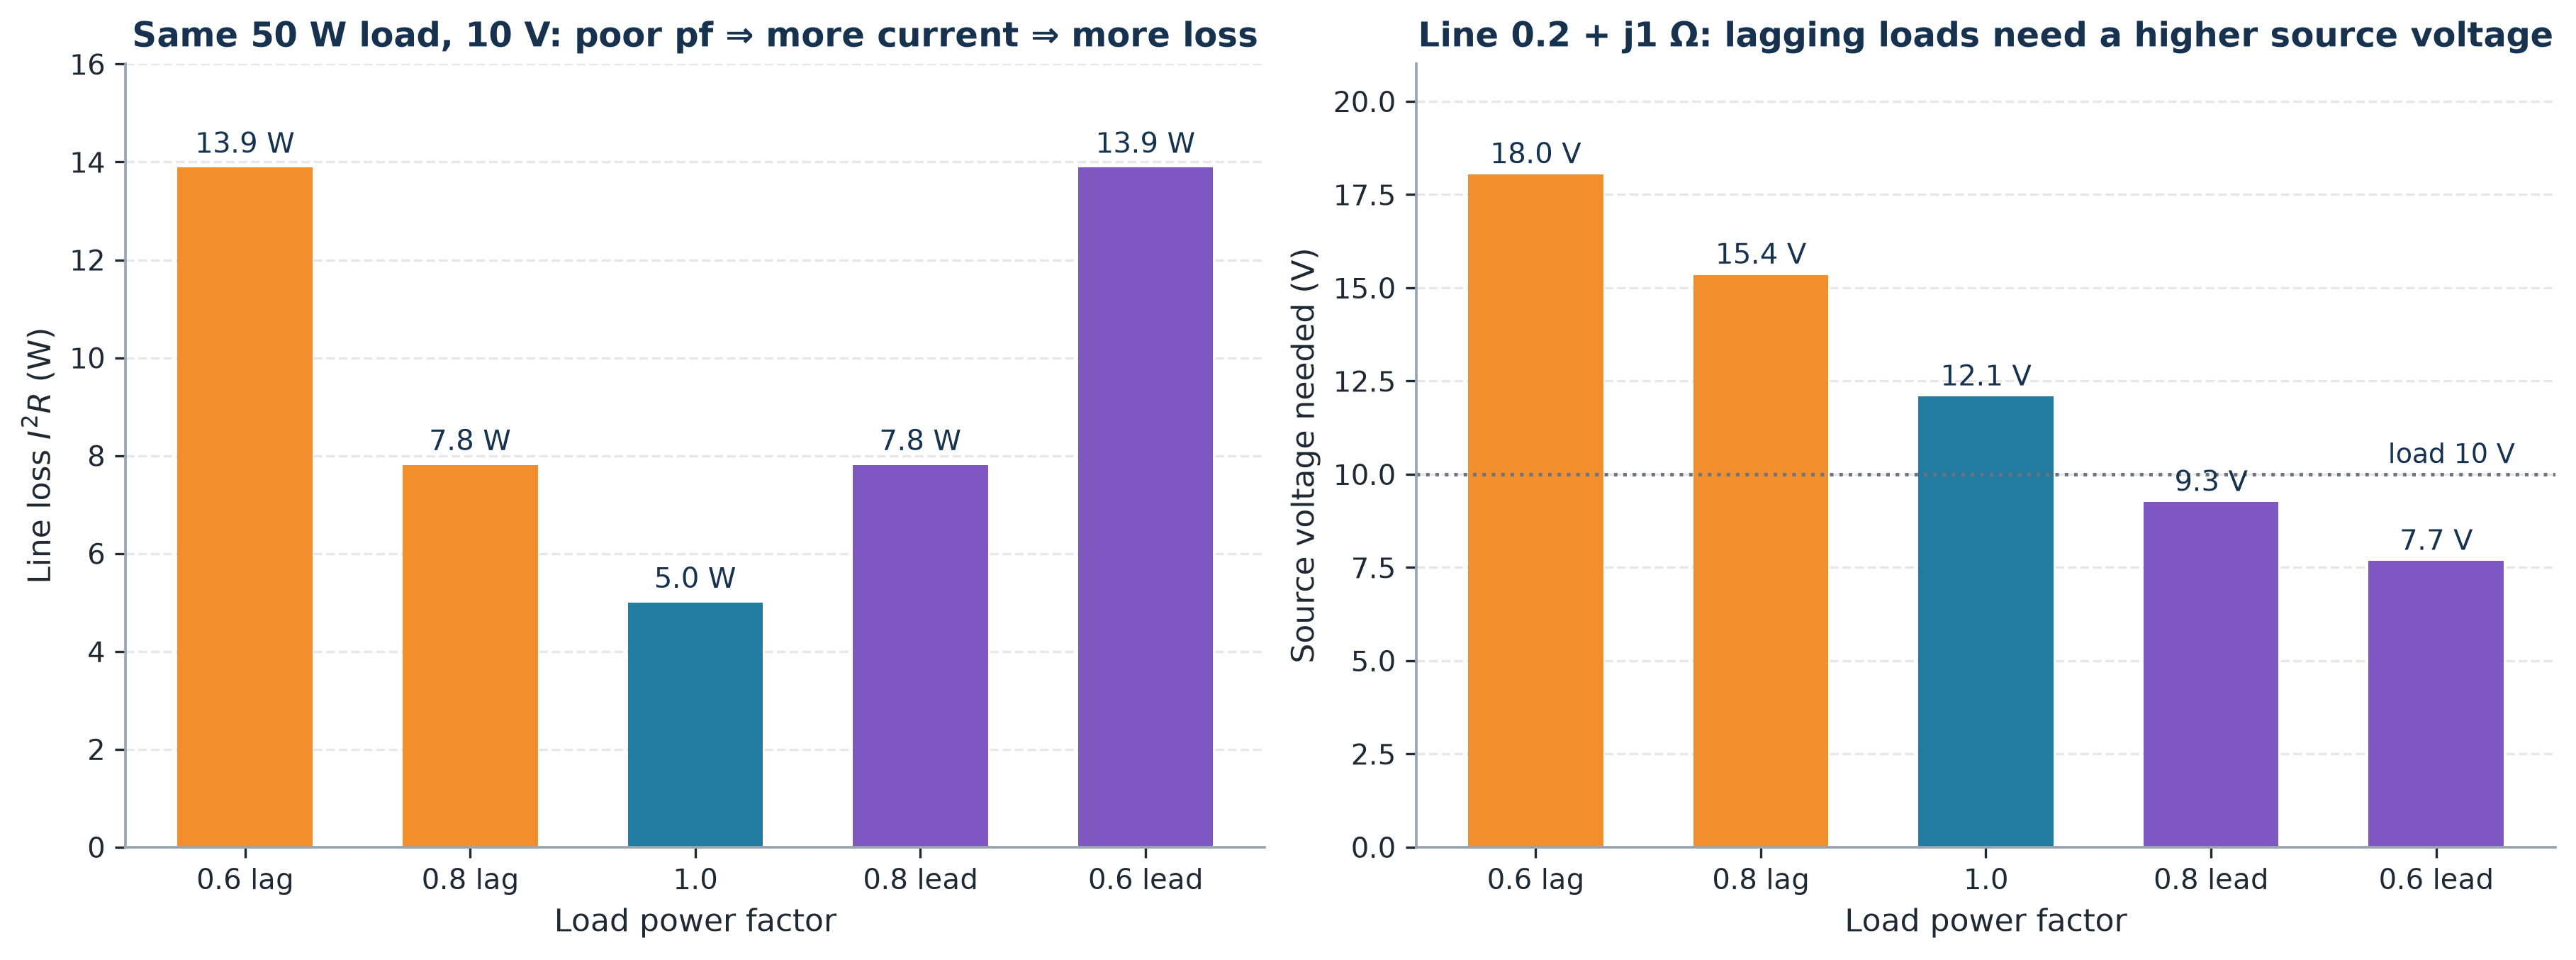 Same 50 W load, 10 V: poor pf ⇒ more current ⇒ more loss
Line loss I²R (W)
16
14
12
10
8
6
4
2
0
13.9 W
7.8 W
5.0 W
7.8 W
13.9 W
0.6 lag
0.8 lag
1.0
0.8 lead
0.6 lead
Load power factor
Line 0.2 + j1 Ω: lagging loads need a higher source voltage
Source voltage needed (V)
20.0
17.5
15.0
12.5
10.0
7.5
5.0
2.5
0.0
18.0 V
15.4 V
12.1 V
9.3 V
7.7 V
load 10 V
0.6 lag
0.8 lag
1.0
0.8 lead
0.6 lead
Load power factor